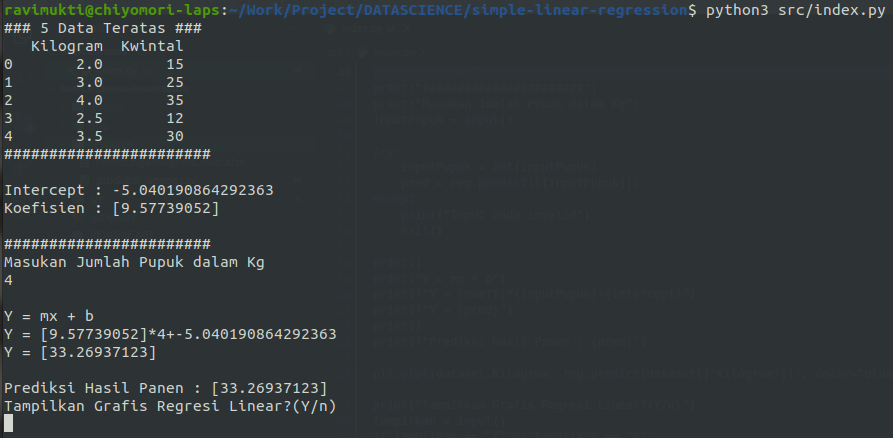 ravimukti@chiyomori-laps:~/Work/Project/DATASCIENCE/simple-linear-regression$ python3 src/index.py
### 5 Data Teratas ###
   Kilogram  Kwintal
0       2.0       15
1       3.0       25
2       4.0       35
3       2.5       12
4       3.5       30
#######################

Intercept : -5.040190864292363
Koefisien : [9.57739052]

#######################
Masukan Jumlah Pupuk dalam Kg
4

Y = mx + b
Y = [9.57739052]*4+-5.040190864292363
Y = [33.26937123]

Prediksi Hasil Panen : [33.26937123]
Tampilkan Grafis Regresi Linear?(Y/n)